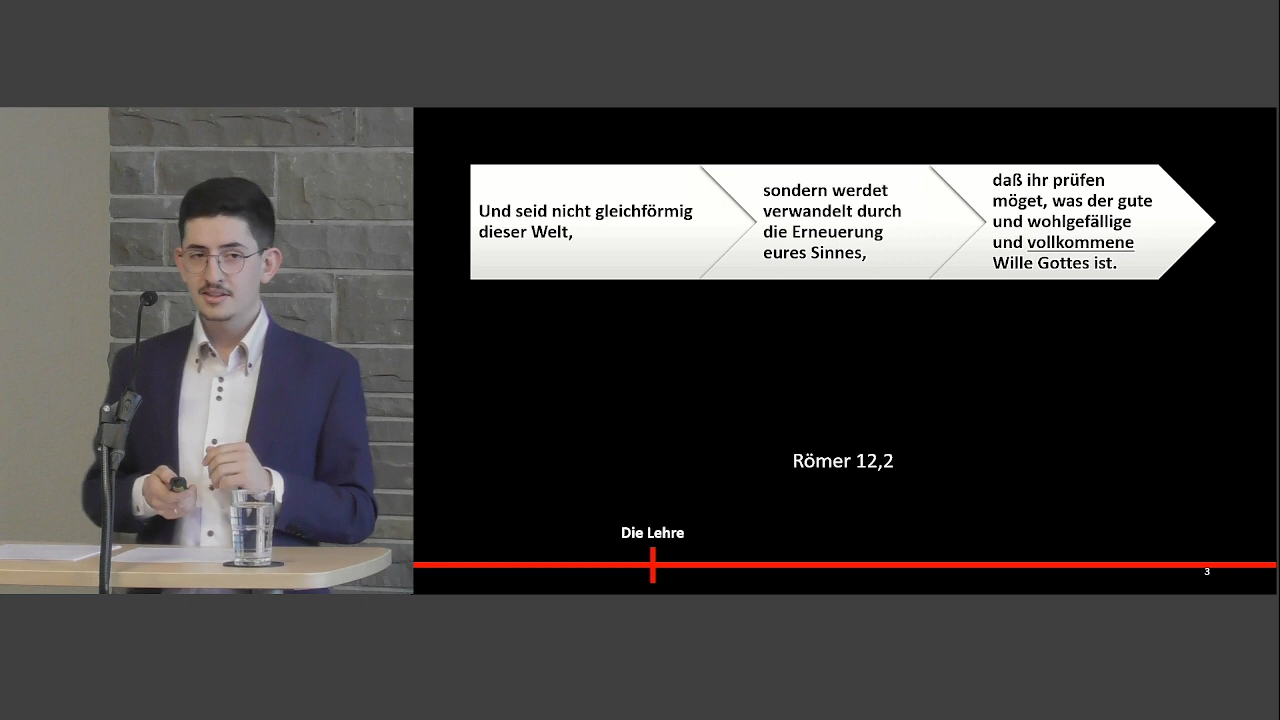 Und seid nicht gleichförmig
dieser Welt,
sondern werdet
verwandelt durch
die Erneuerung
eures Sinnes,
daß ihr prüfen
möget, was der gute
und wohlgefällige
und vollkommene
Wille Gottes ist.
Römer 12,2
Die Lehre
3